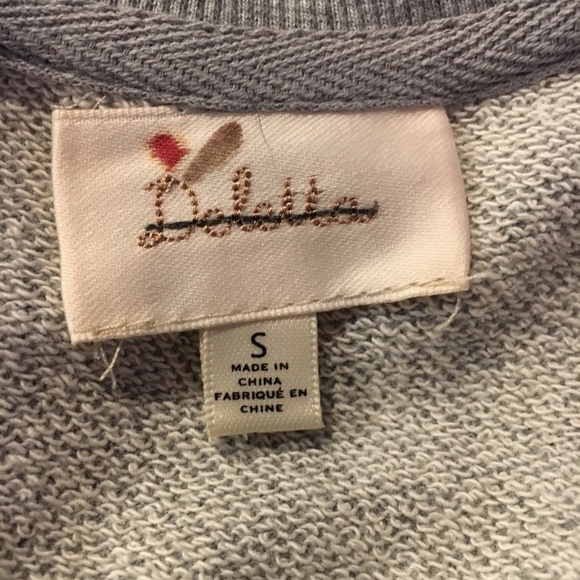 Deletta
S
MADE IN
CHINA
FABRIQUÉ EN
CHINE